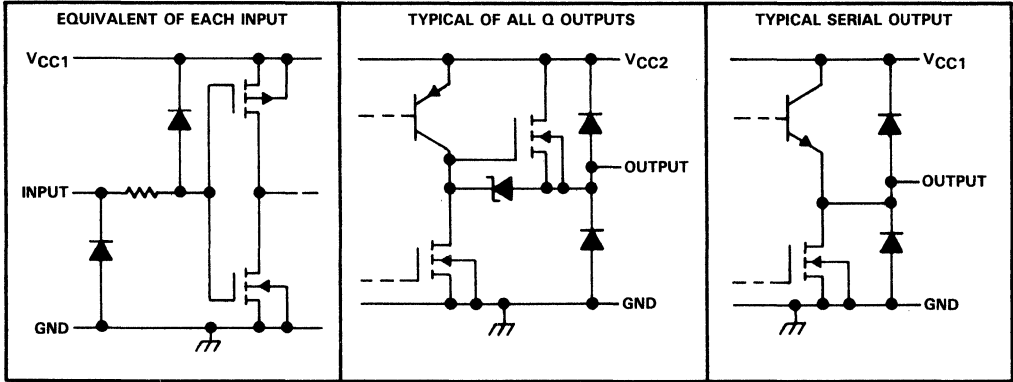 EQUIVALENT OF EACH INPUT
VCC1
INPUT
GND
TYPICAL OF ALL Q OUTPUTS
VCC2
OUTPUT
GND
TYPICAL SERIAL OUTPUT
VCC1
OUTPUT
GND